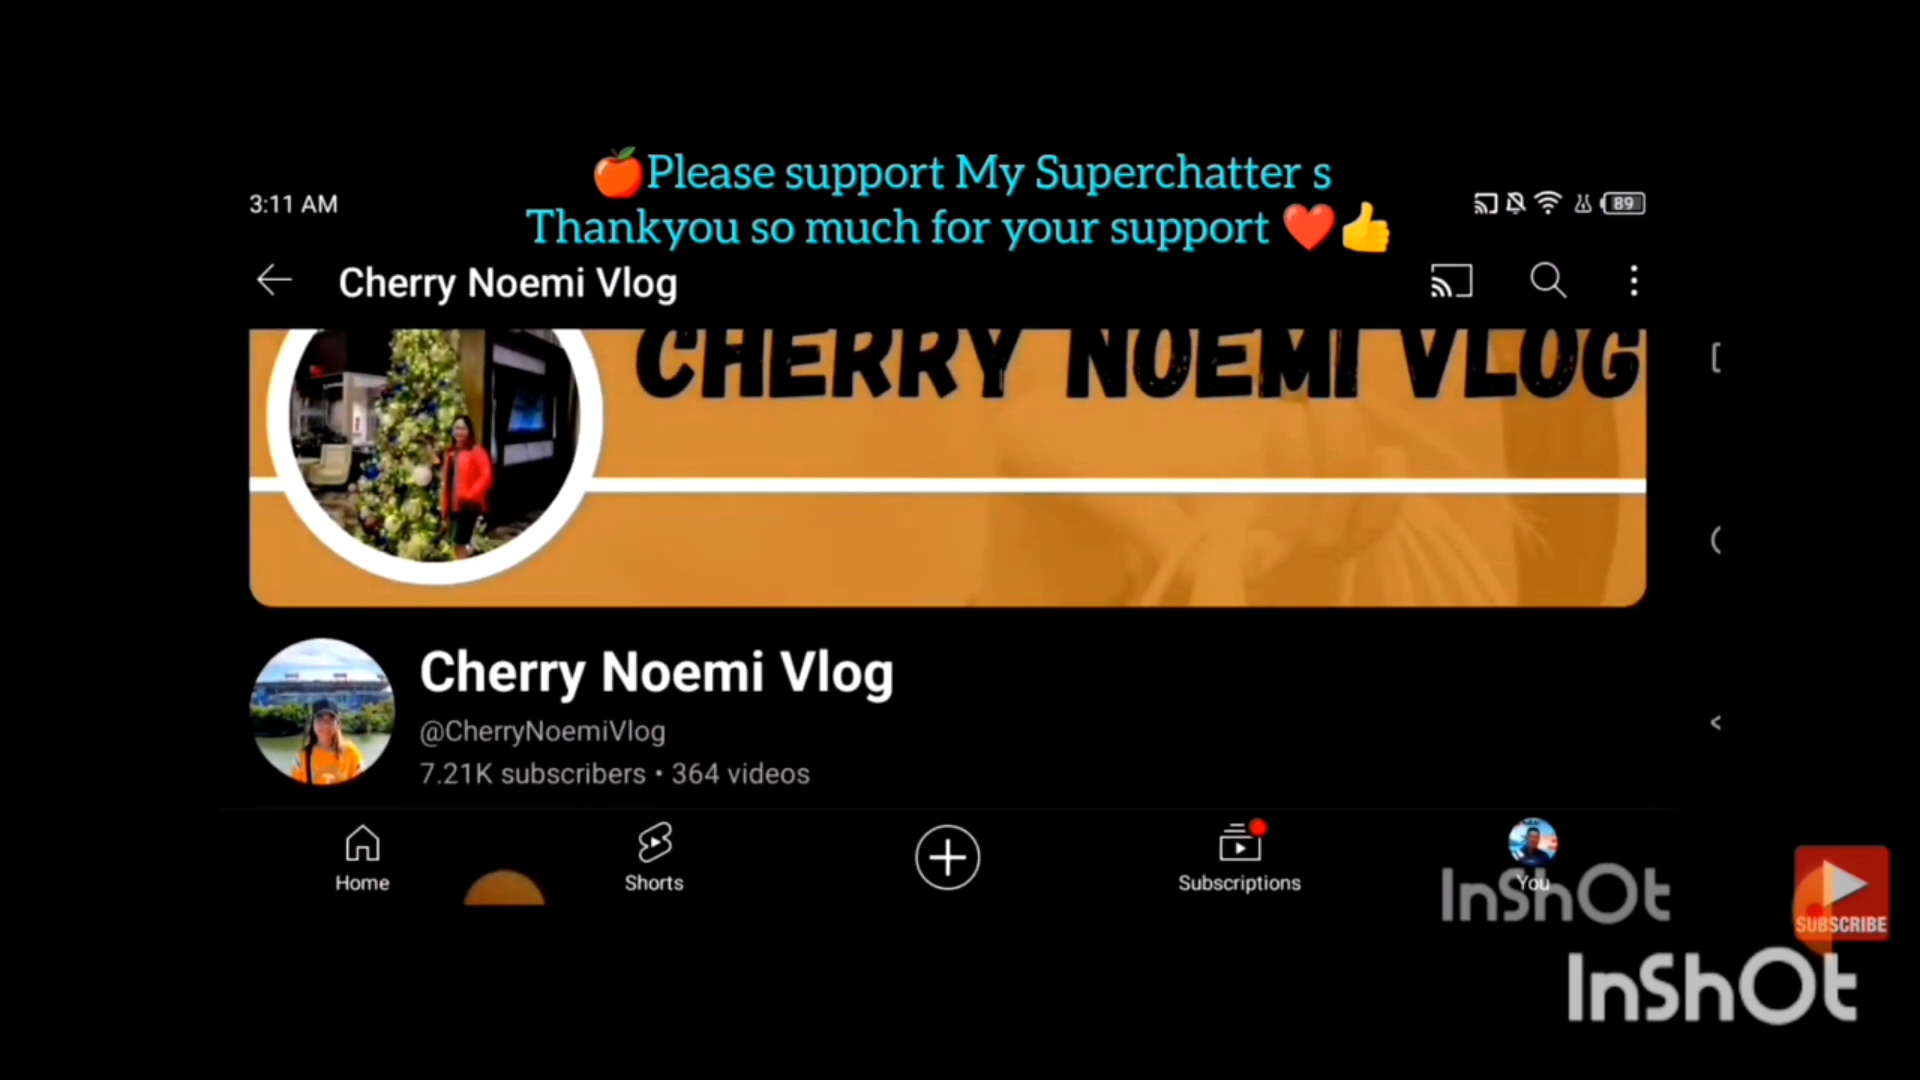 🍎Please support My Superchatter s
Thankyou so much for your support ❤️👍
3:11 AM
89
Cherry Noemi Vlog
CHERRY NOEMI VLOG
Cherry Noemi Vlog
@CherryNoemiVlog
7.21K subscribers • 364 videos
Home
Shorts
Subscriptions
You
InShOt
SUBSCRIBE
InShOt